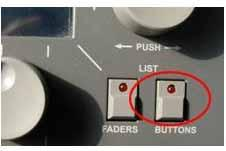 ← PUSH →
LIST
FADERS BUTTONS